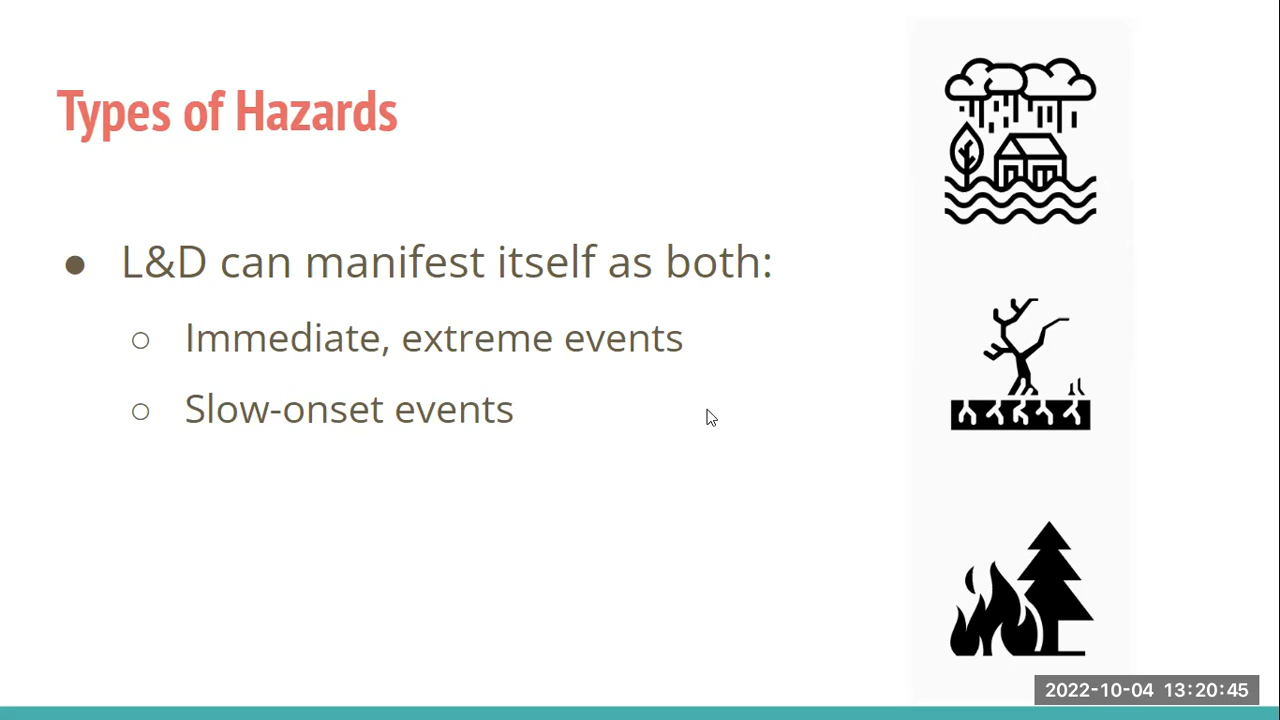 Types of Hazards
● L&D can manifest itself as both:
○ Immediate, extreme events
○ Slow-onset events
2022-10-04 13:20:45